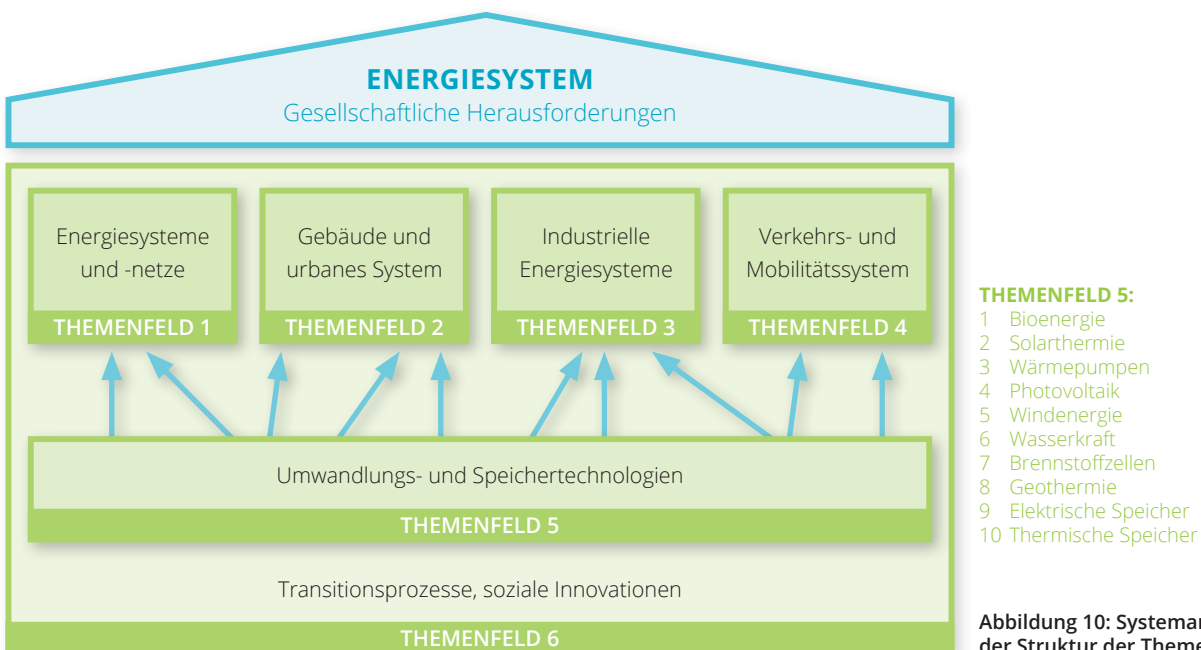 ENERGIESYSTEM
Gesellschaftliche Herausforderungen
Energiesysteme
und -netze
THEMENFELD 1
Gebäude und
urbanes System
THEMENFELD 2
Industrielle
Energiesysteme
THEMENFELD 3
Verkehrs- und
Mobilitätssystem
THEMENFELD 4
Umwandlungs- und Speichertechnologien
THEMENFELD 5
Transitionsprozesse, soziale Innovationen
THEMENFELD 6
THEMENFELD 5:
1 Bioenergie
2 Solarthermie
3 Wärmepumpen
4 Photovoltaik
5 Windenergie
6 Wasserkraft
7 Brennstoffzellen
8 Geothermie
9 Elektrische Speicher
10 Thermische Speicher
Abbildung 10:
der Struktur der